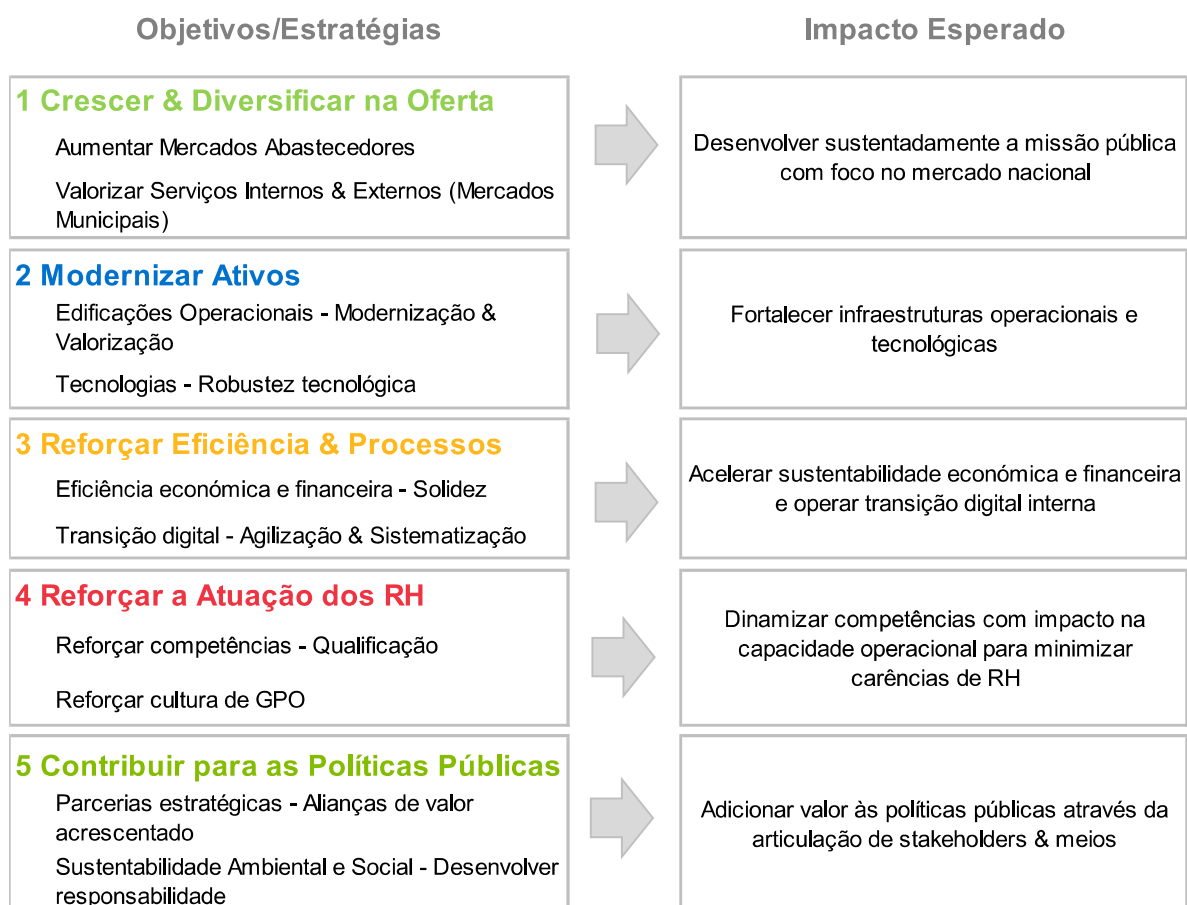 Objetivos/Estratégias
Impacto Esperado
1 Crescer & Diversificar na Oferta
Aumentar Mercados Abastecedores
Valorizar Serviços Internos & Externos (Mercados
Municipais)
Desenvolver sustentadamente a missão pública
com foco no mercado nacional
2 Modernizar Ativos
Edificações Operacionais - Modernização &
Valorização
Tecnologias - Robustez tecnológica
Fortalecer infraestruturas operacionais e
tecnológicas
3 Reforçar Eficiência & Processos
Eficiência económica e financeira - Solidez
Transição digital - Agilização & Sistematização
Acelerar sustentabilidade económica e financeira
e operar transição digital interna
4 Reforçar a Atuação dos RH
Reforçar competências - Qualificação
Reforçar cultura de GPO
Dinamizar competências com impacto na
capacidade operacional para minimizar
carências de RH
5 Contribuir para as Políticas Públicas
Parcerias estratégicas - Alianças de valor
acrescentado
Sustentabilidade Ambiental e Social - Desenvolver
responsabilidade
Adicionar valor às políticas públicas através da
articulação de stakeholders & meios